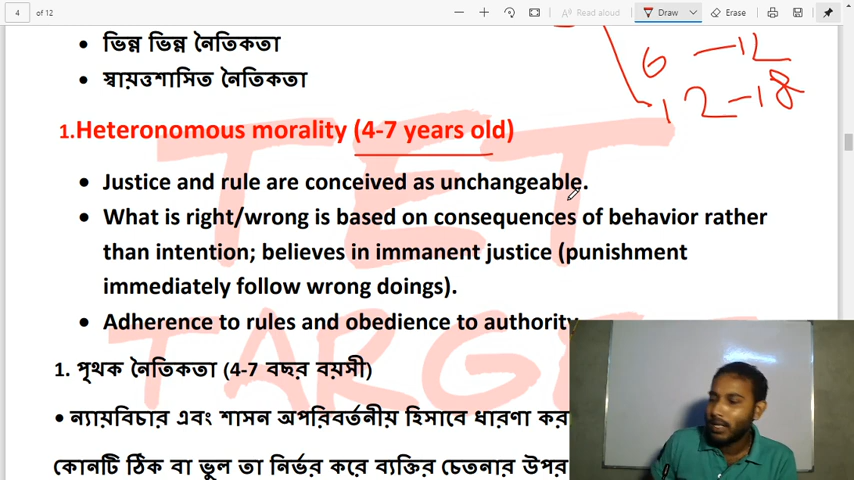 4 of 12
Read aloud
Draw
Erase
ভিন্ন ভিন্ন নৈতিকতা
স্বায়ত্তশাসিত নৈতিকতা
6 — 12
12 – 18
1.Heteronomous morality (4-7 years old)
• Justice and rule are conceived as unchangeable.
• What is right/wrong is based on consequences of behavior rather
than intention; believes in immanent justice (punishment
immediately follow wrong doings).
• Adherence to rules and obedience to authority
TET
TARGE
1. পৃথক নৈতিকতা (4-7 বছর বয়সী)
• ন্যায়বিচার এবং শাসন অপরিবর্তনীয় হিসাবে ধারণা কর
কোনটি ঠিক বা ভুল তা নির্ভর করে ব্যক্তির চেতনার উপর